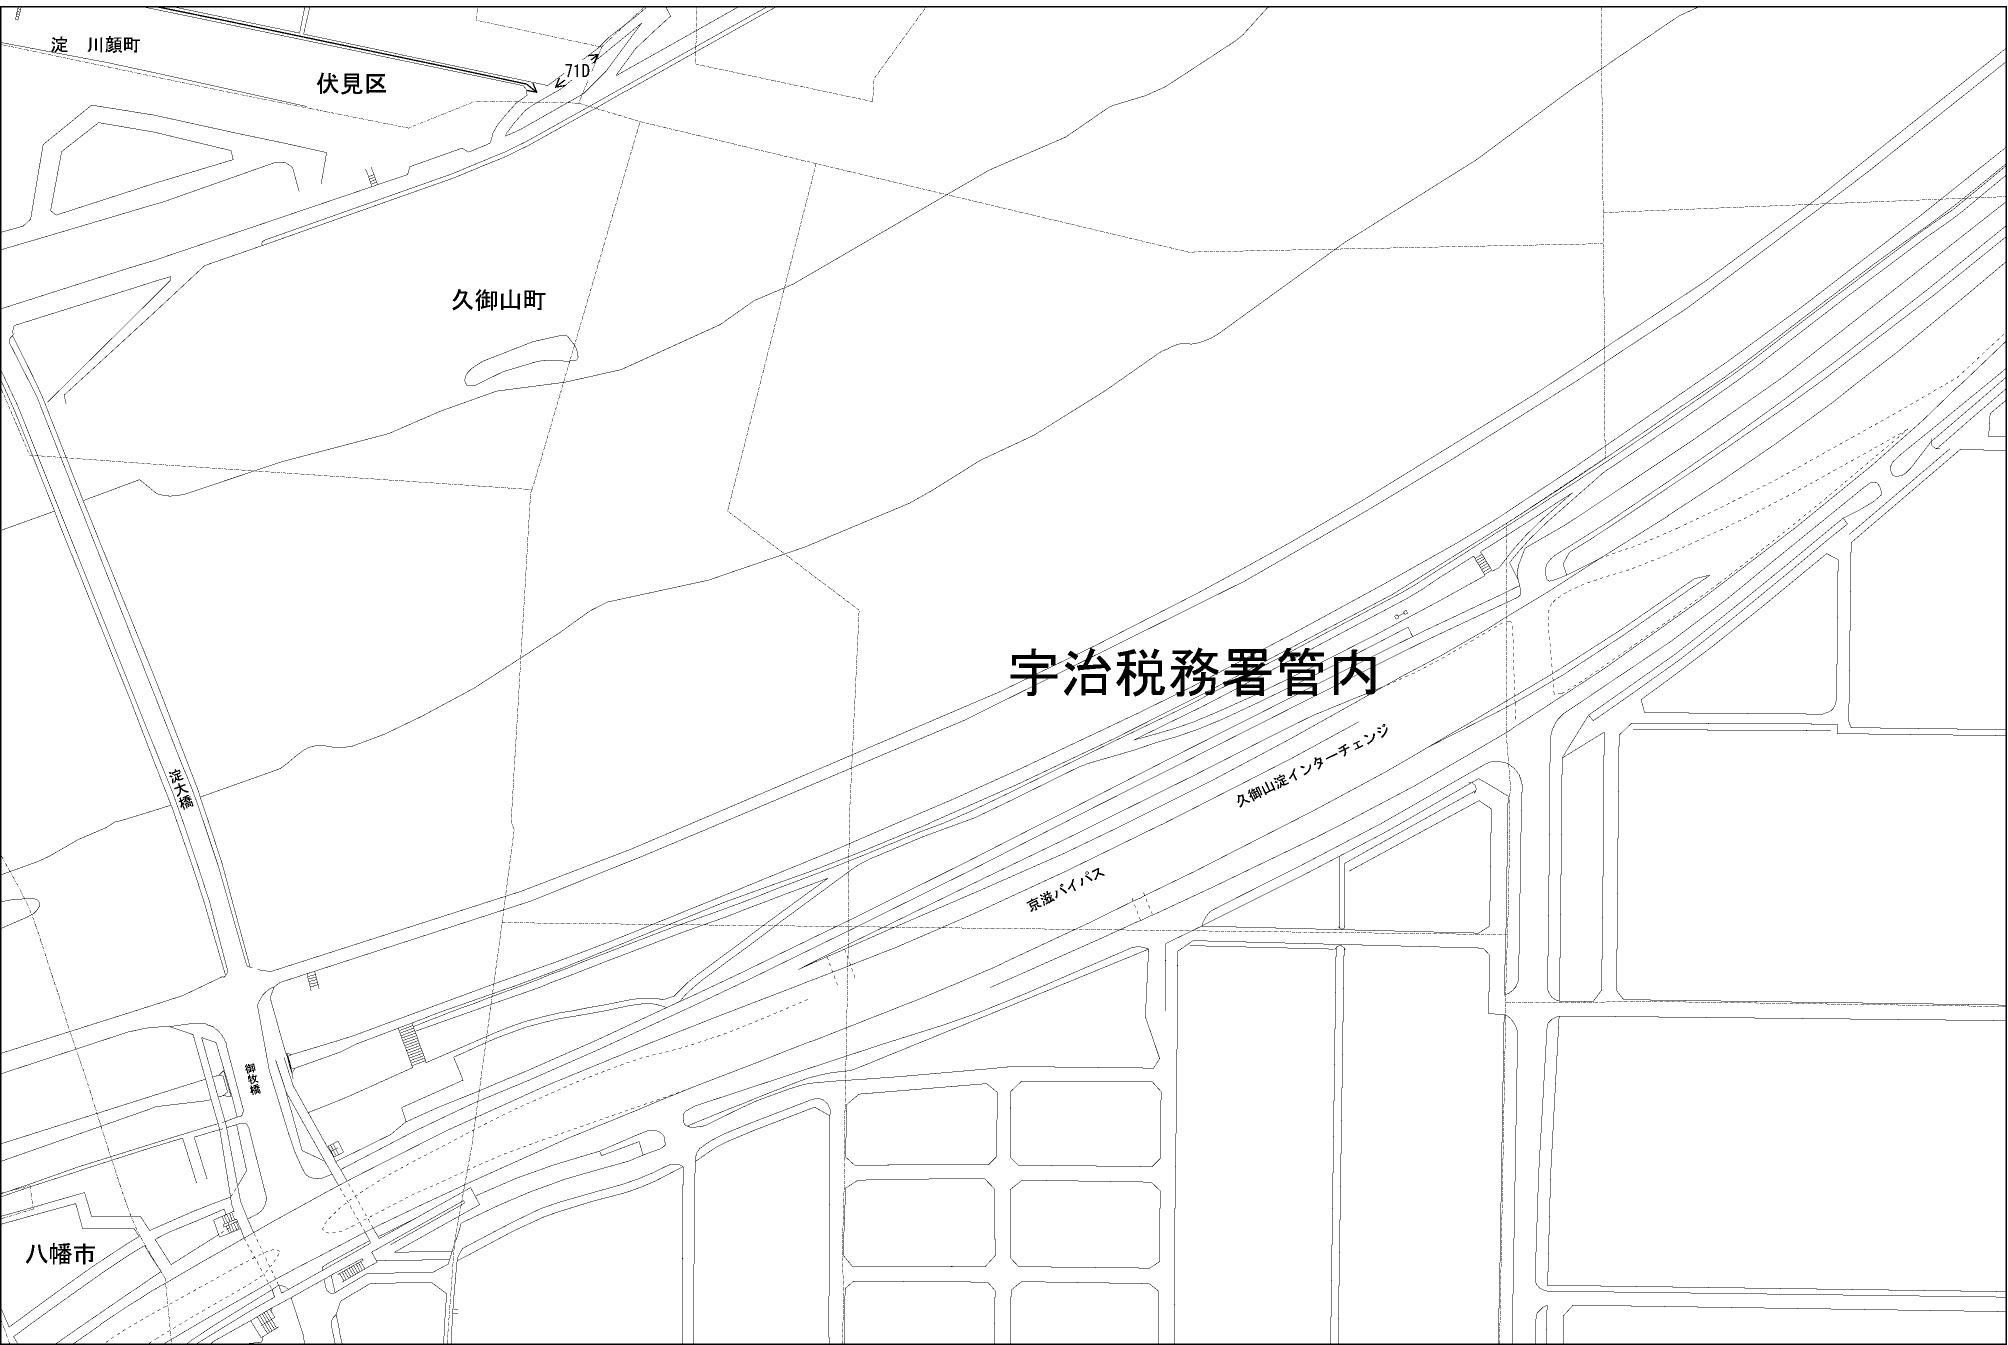 淀　川顔町
伏見区
71D
久御山町
宇治税務署管内
淀大橋
久御山淀インターチェンジ
京滋バイパス
御牧橋
八幡市